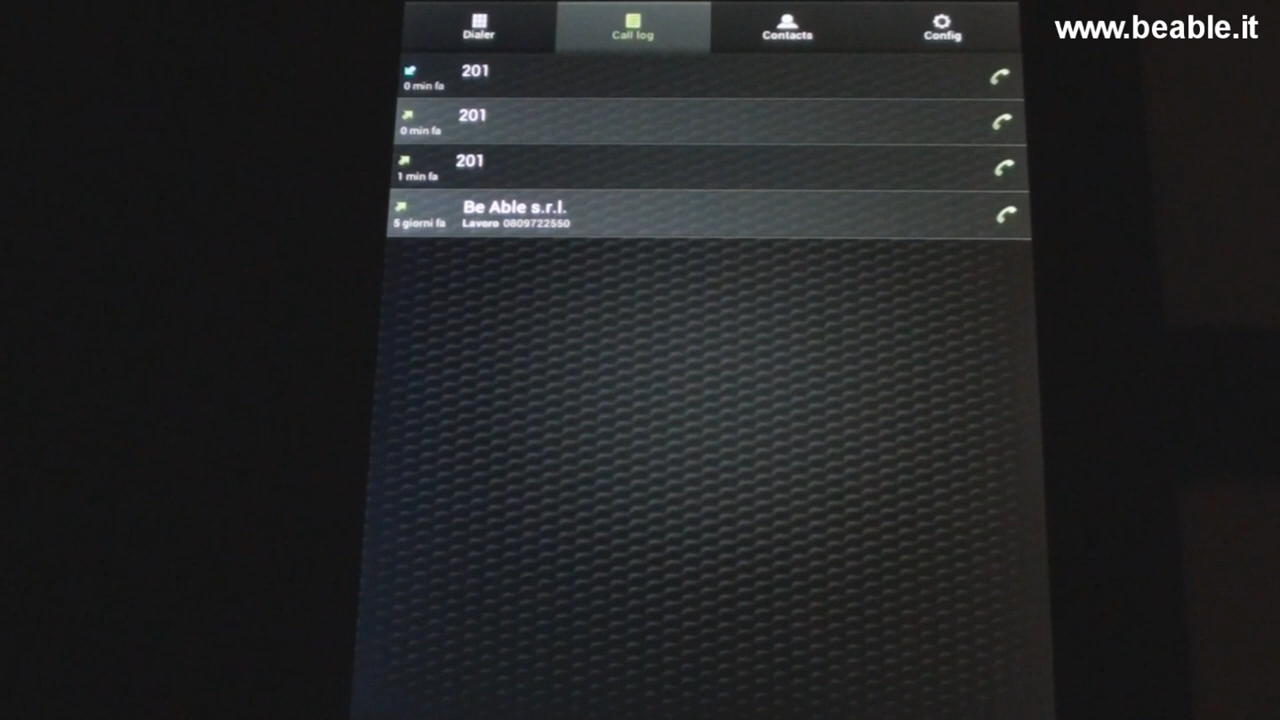 www.beable.it
Dialer
Call log
Contacts
Config
201
0 min fa
201
0 min fa
201
1 min fa
Be Able s.r.l.
5 giorni fa
Lavoro 0809722550